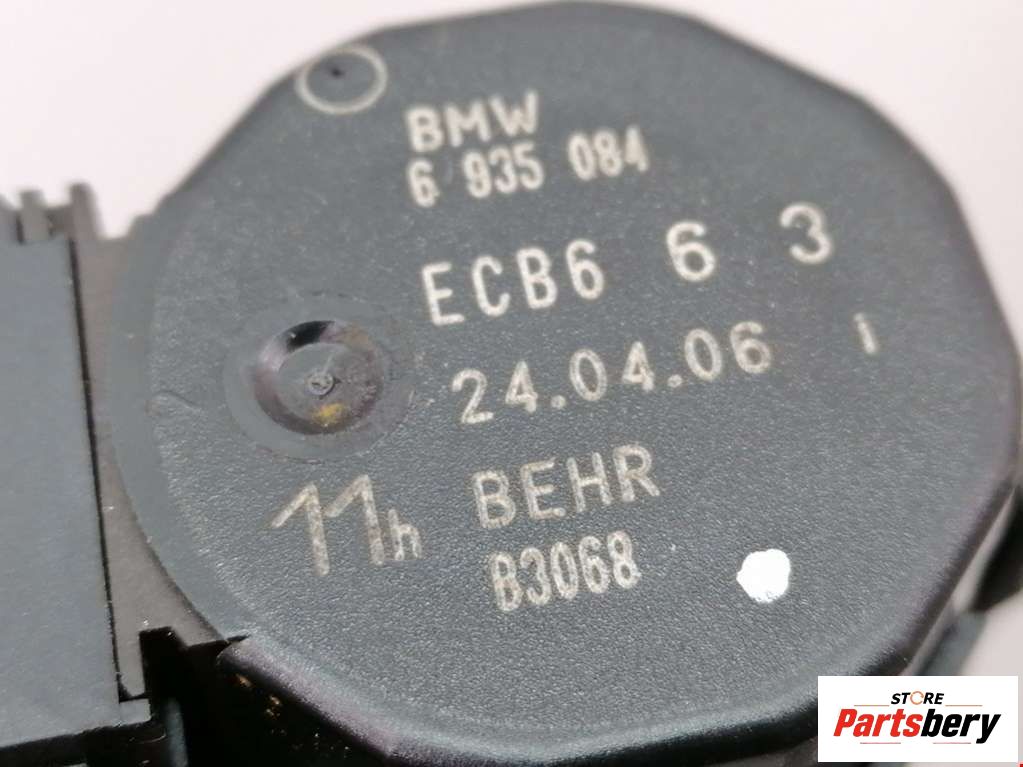 BMW
6 935 084
ECB6 6 3
24.04.06 i
11h BEHR
B3068
STORE
Partsbery